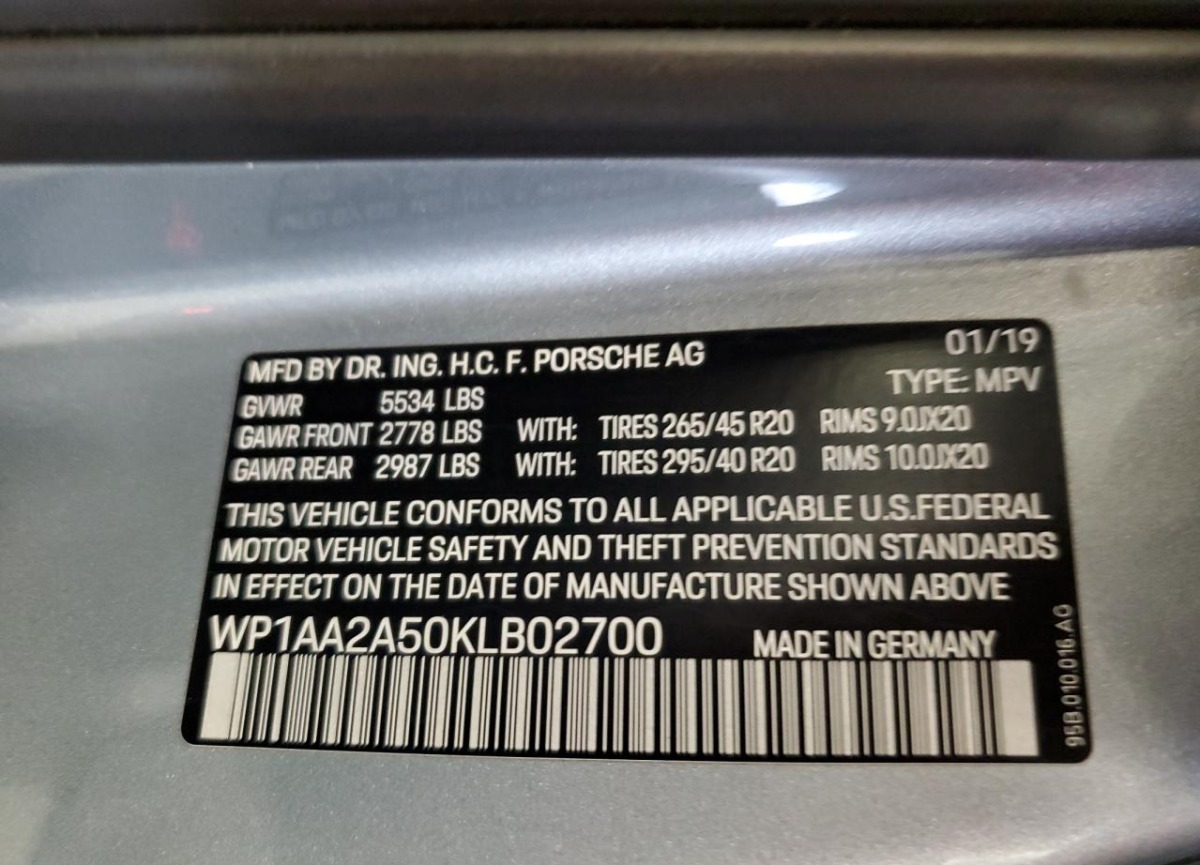 MFD BY DR. ING. H.C. F. PORSCHE AG 01/19
GVWR 5534 LBS TYPE: MPV
GAWR FRONT 2778 LBS WITH: TIRES 265/45 R20 RIMS 9.0JX20
GAWR REAR 2987 LBS WITH: TIRES 295/40 R20 RIMS 10.0JX20
THIS VEHICLE CONFORMS TO ALL APPLICABLE U.S.FEDERAL
MOTOR VEHICLE SAFETY AND THEFT PREVENTION STANDARDS
IN EFFECT ON THE DATE OF MANUFACTURE SHOWN ABOVE
WP1AA2A50KLB02700 MADE IN GERMANY
95B.010.016.AG